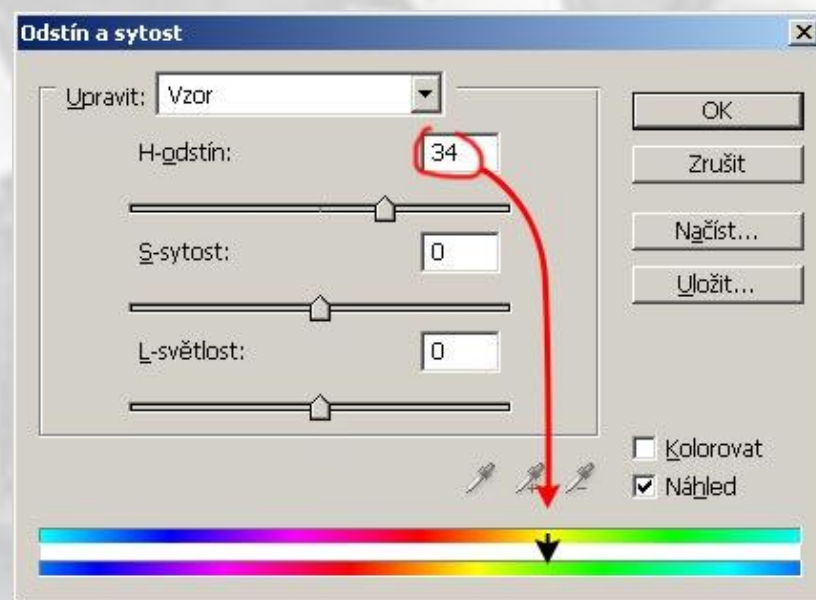 Odstín a sytost
Upravit: Vzor
OK
H-odstín: 34
Zrušit
Načíst...
S-sytost: 0
Uložit...
L-světlost: 0
Kolorovat
Náhled